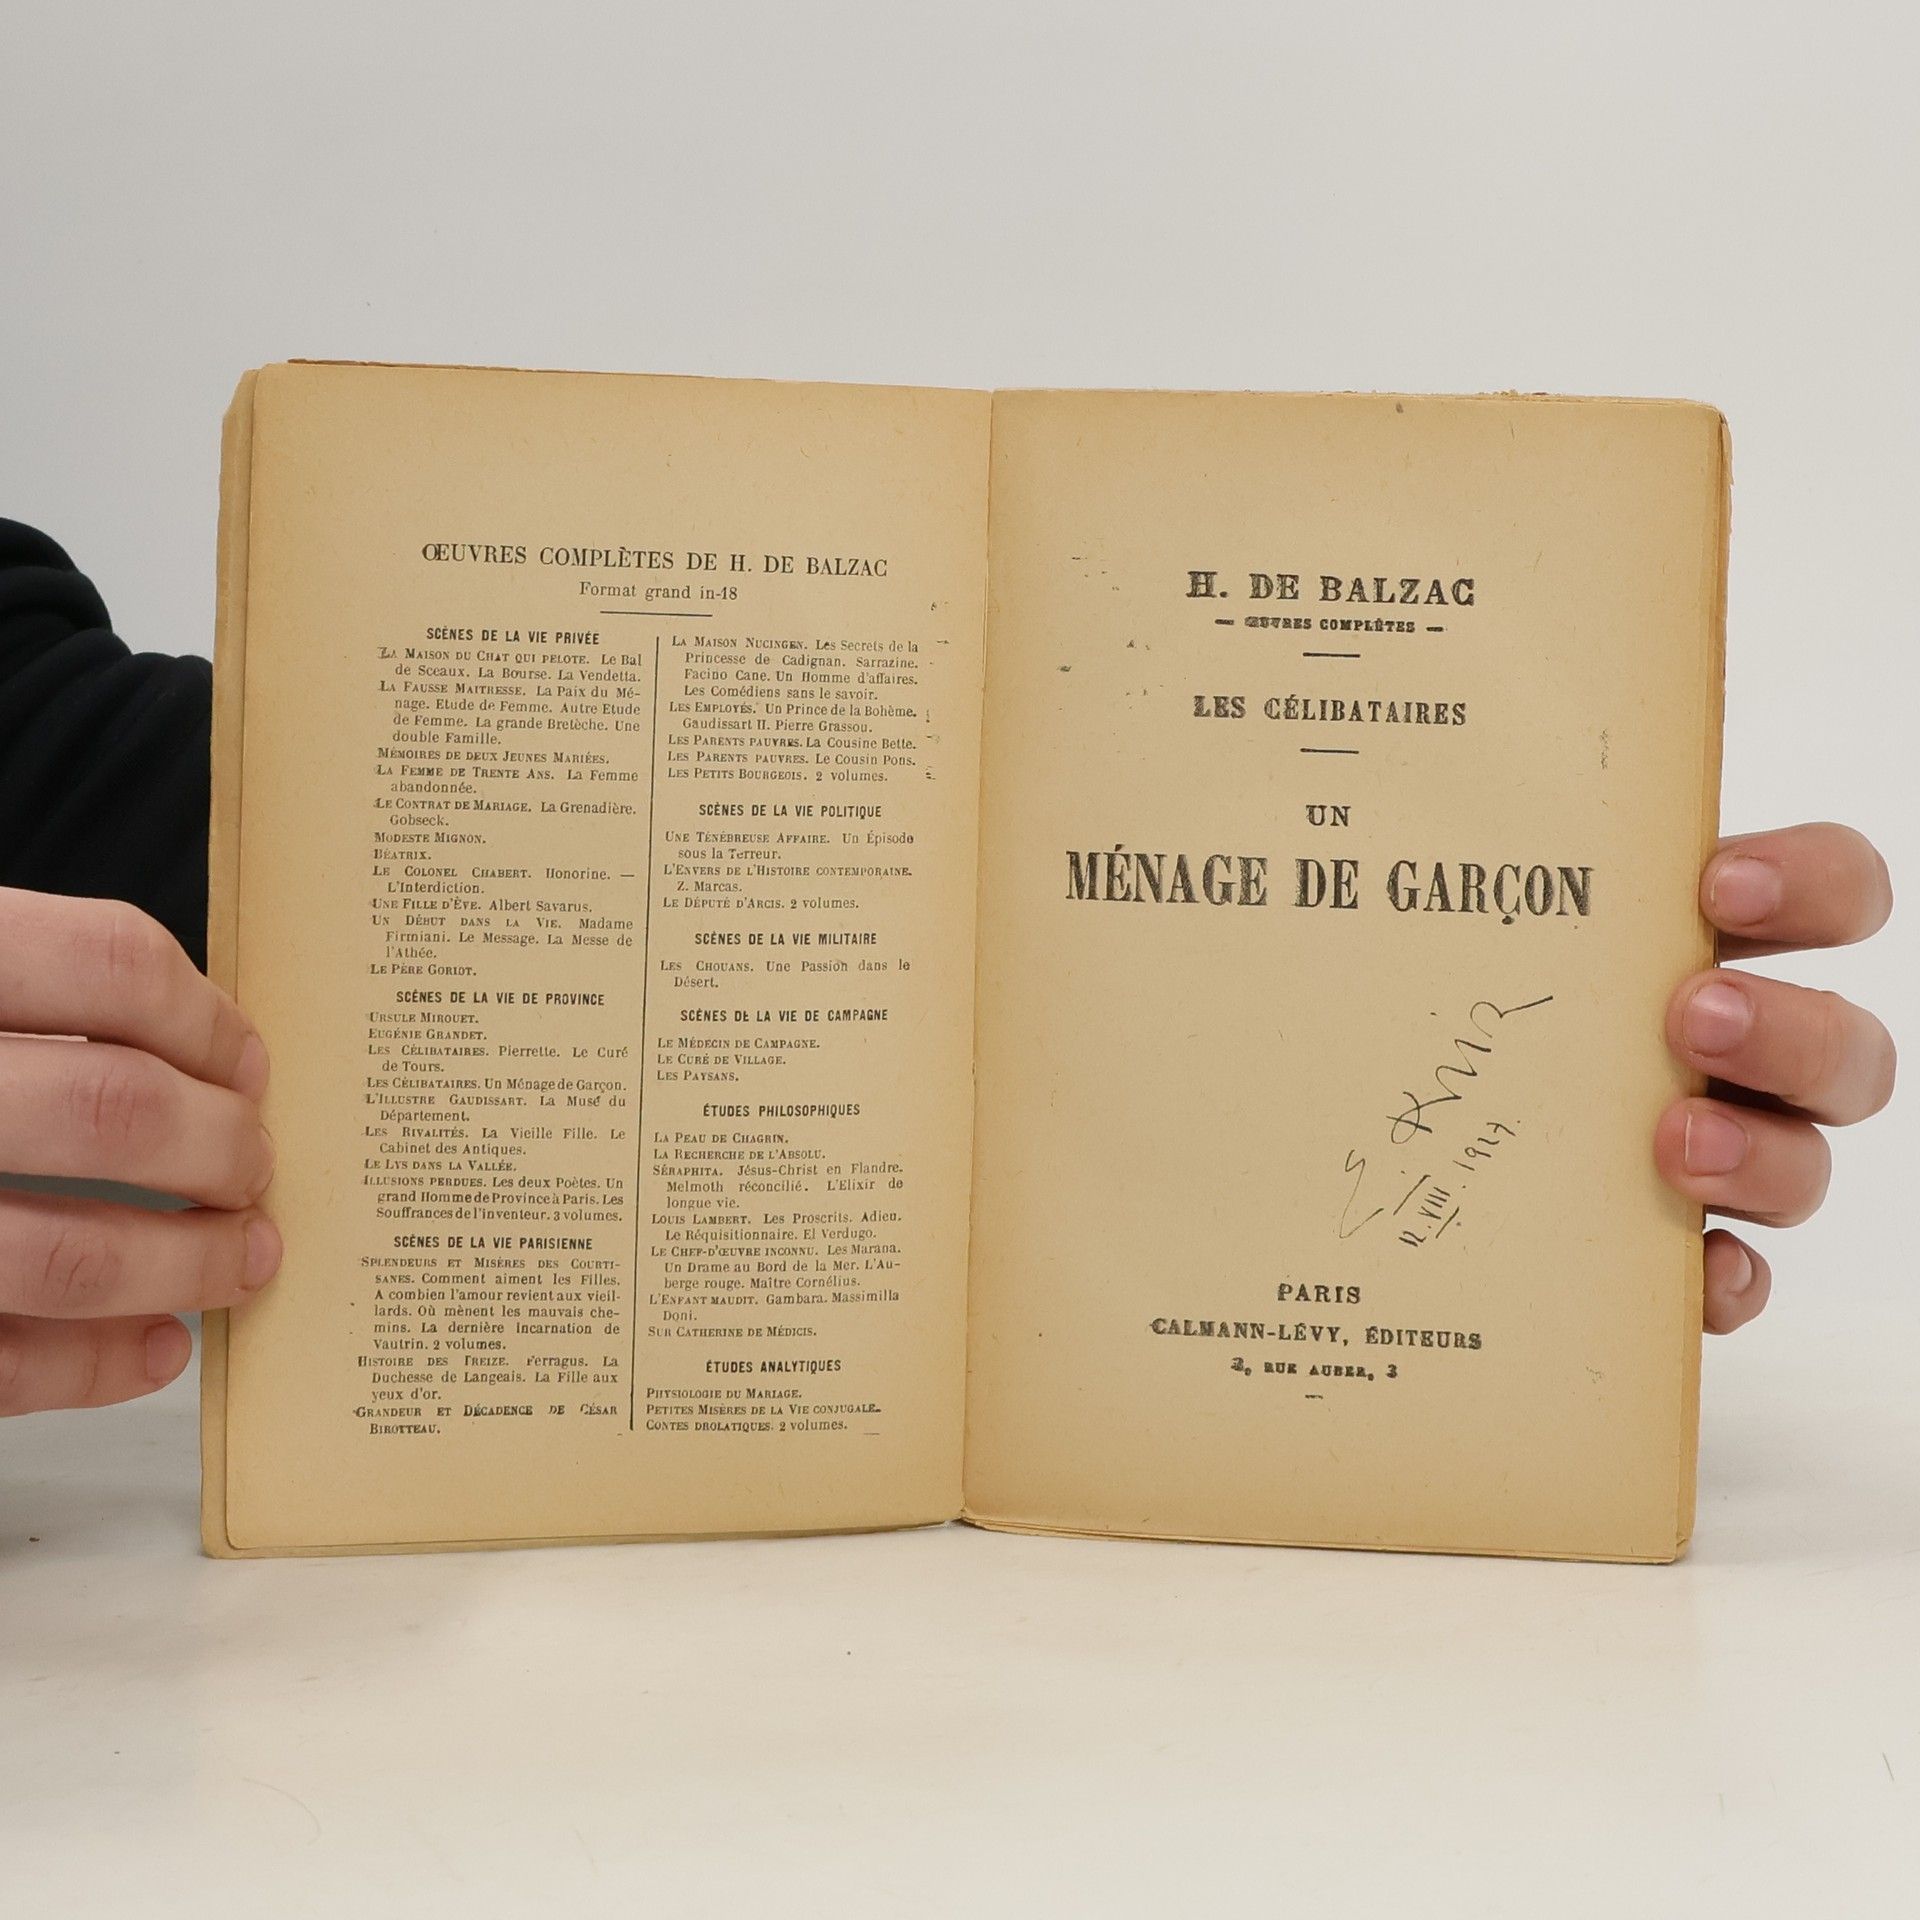 ŒUVRES COMPLÈTES DE H. DE BALZAC
Format grand in-18
SCÈNES DE LA VIE PRIVÉE
LA MAISON DU CHAT QUI PELOTE. Le Bal
de Sceaux. La Bourse. La Vendetta.
LA FAUSSE MAITRESSE. La Paix du Mé-
nage. Etude de Femme. Autre Etude
de Femme. La grande Bretèche. Une
double Famille.
MÉMOIRES DE DEUX JEUNES MARIÉES.
LA FEMME DE TRENTE ANS. La Femme
abandonnée.
LE CONTRAT DE MARIAGE. La Grenadière.
Gobseck.
MODESTE MIGNON.
BÉATRIX.
LE COLONEL CHABERT. Honorine. —
L'Interdiction.
UNE FILLE D'ÈVE. Albert Savarus.
UN DÉBUT DANS LA VIE. Madame
Firmiani. Le Message. La Messe de
l'Athée.
LE PÈRE GORIOT.
SCÈNES DE LA VIE DE PROVINCE
URSULE MIROUET.
EUGÉNIE GRANDET.
LES CÉLIBATAIRES. Pierrette. Le Curé
de Tours.
LES CÉLIBATAIRES. Un Ménage de Garçon.
L'ILLUSTRE GAUDISSART. La Muse du
Département.
LES RIVALITÉS. La Vieille Fille. Le
Cabinet des Antiques.
LE LYS DANS LA VALLÉE.
ILLUSIONS PERDUES. Les deux Poètes. Un
grand Homme de Province à Paris. Les
Souffrances de l'inventeur. 3 volumes.
SCÈNES DE LA VIE PARISIENNE
SPLENDEURS ET MISÈRES DES COURTI-
SANES. Comment aiment les Filles.
A combien l'amour revient aux vieil-
lards. Où mènent les mauvais che-
mins. La dernière Incarnation de
Vautrin. 2 volumes.
HISTOIRE DES TREIZE. Ferragus. La
Duchesse de Langeais. La Fille aux
yeux d'or.
GRANDEUR ET DÉCADENCE DE CÉSAR
BIROTTEAU.
LA MAISON NUCINGEN. Les Secrets de la
Princesse de Cadignan. Sarrazine.
Facino Cane. Un Homme d'affaires.
Les Comédiens sans le savoir.
LES EMPLOYÉS. Un Prince de la Bohème.
Gaudissart II. Pierre Grassou.
LES PARENTS PAUVRES. La Cousine Bette.
LES PARENTS PAUVRES. Le Cousin Pons.
LES PETITS BOURGEOIS. 2 volumes.
SCÈNES DE LA VIE POLITIQUE
UNE TÉNÉBREUSE AFFAIRE. Un Épisode
sous la Terreur.
L'ENVERS DE L'HISTOIRE CONTEMPORAINE.
Z. Marcas.
LE DÉPUTÉ D'ARCIS. 2 volumes.
SCÈNES DE LA VIE MILITAIRE
LES CHOUANS. Une Passion dans le
Désert.
SCÈNES DE LA VIE DE CAMPAGNE
LE MÉDECIN DE CAMPAGNE.
LE CURÉ DE VILLAGE.
LES PAYSANS.
ÉTUDES PHILOSOPHIQUES
LA PEAU DE CHAGRIN.
LA RECHERCHE DE L'ABSOLU.
SÉRAPHITA. Jésus-Christ en Flandre.
Melmoth réconcilié. L'Elixir de
longue vie.
LOUIS LAMBERT. Les Proscrits. Adieu.
Le Réquisitionnaire. El Verdugo.
LE CHEF-D'ŒUVRE INCONNU. Les Marana.
Un Drame au Bord de la Mer. L'Au-
berge rouge. Maître Cornélius.
L'ENFANT MAUDIT. Gambara. Massimilla
Doni.
SUR CATHERINE DE MÉDICIS.
ÉTUDES ANALYTIQUES
PHYSIOLOGIE DU MARIAGE.
PETITES MISÈRES DE LA VIE CONJUGALE.
CONTES DROLATIQUES. 2 volumes.
H. DE BALZAC
— ŒUVRES COMPLÈTES —
LES CÉLIBATAIRES
UN
MÉNAGE DE GARÇON
12.VIII.1924.
PARIS
CALMANN-LÉVY, ÉDITEURS
3, RUE AUBER, 3